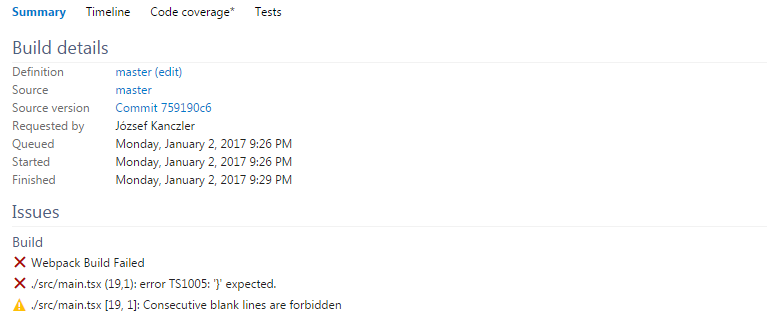 Summary Timeline Code coverage* Tests
Build details
Definition master (edit)
Source master
Source version Commit 759190c6
Requested by József Kanczler
Queued Monday, January 2, 2017 9:26 PM
Started Monday, January 2, 2017 9:26 PM
Finished Monday, January 2, 2017 9:29 PM
Issues
Build
Webpack Build Failed
./src/main.tsx (19,1): error TS1005: '}' expected.
./src/main.tsx [19, 1]: Consecutive blank lines are forbidden